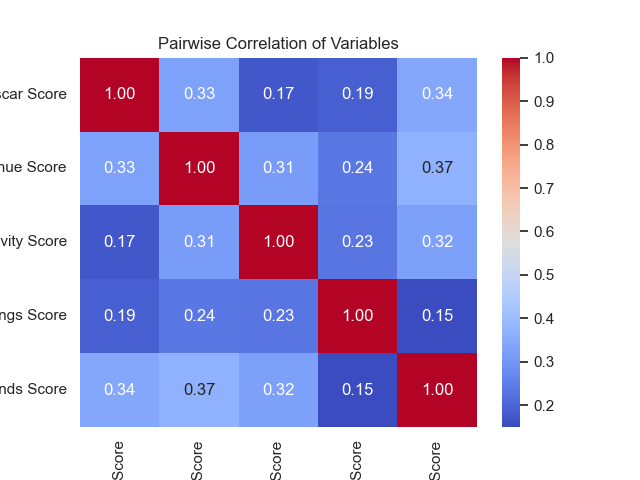 Pairwise Correlation of Variables
scar Score 1.00 0.33 0.17 0.19 0.34
nue Score 0.33 1.00 0.31 0.24 0.37
vity Score 0.17 0.31 1.00 0.23 0.32
ngs Score 0.19 0.24 0.23 1.00 0.15
nds Score 0.34 0.37 0.32 0.15 1.00
Score Score Score Score Score
1.0
0.9
0.8
0.7
0.6
0.5
0.4
0.3
0.2